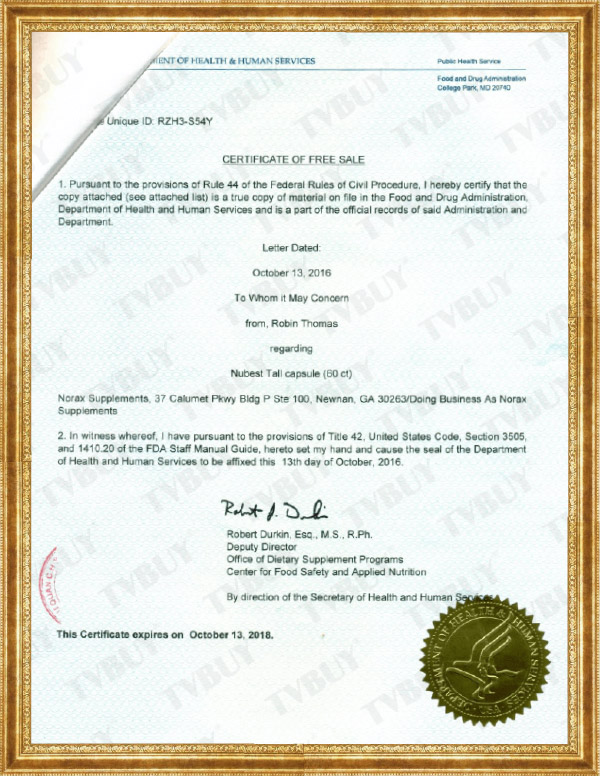 MENT OF HEALTH & HUMAN SERVICES
Public Health Service
Food and Drug Administration
College Park, MD 20740
Unique ID: RZH3-S54Y
CERTIFICATE OF FREE SALE
1. Pursuant to the provisions of Rule 44 of the Federal Rules of Civil Procedure, I hereby certify that the
copy attached (see attached list) is a true copy of material on file in the Food and Drug Administration,
Department of Health and Human Services and is a part of the official records of said Administration and
Department.
Letter Dated:
October 13, 2016
To Whom it May Concern
from, Robin Thomas
regarding
Nubest Tall capsule (60 ct)
Norax Supplements, 37 Calumet Pkwy Bldg P Ste 100, Newnan, GA 30263/Doing Business As Norax
Supplements
2. In witness whereof, I have pursuant to the provisions of Title 42, United States Code, Section 3505,
and 1410.20 of the FDA Staff Manual Guide, hereto set my hand and cause the seal of the Department
of Health and Human Services to be affixed this 13th day of October, 2016.
Robert Durkin, Esq., M.S., R.Ph.
Deputy Director
Office of Dietary Supplement Programs
Center for Food Safety and Applied Nutrition
By direction of the Secretary of Health and Human Services
This Certificate expires on October 13, 2018.
DEPARTMENT OF HEALTH & HUMAN SERVICES · USA
TVBUY